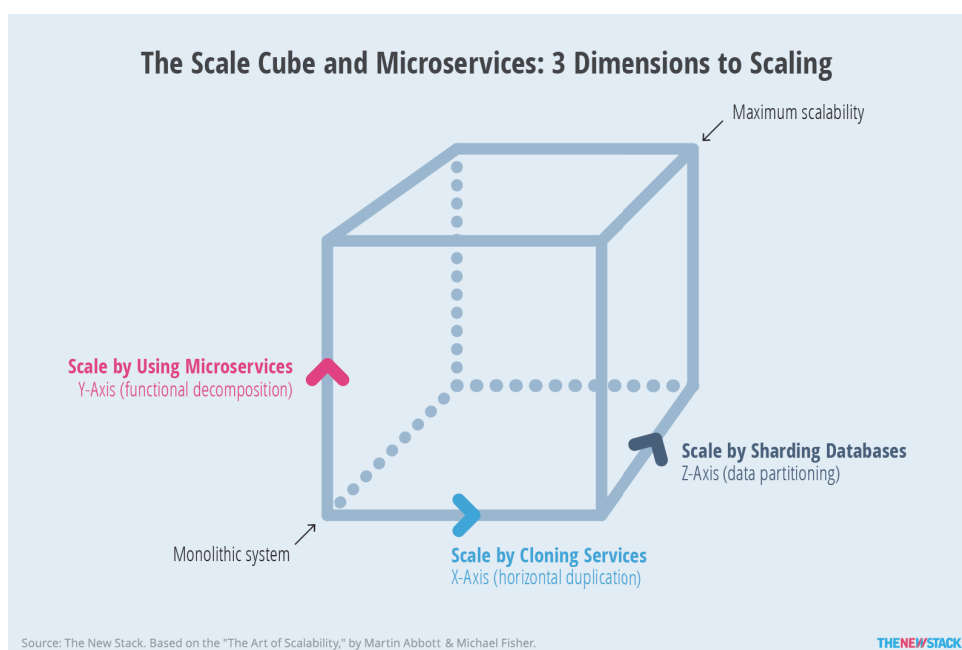 The Scale Cube and Microservices: 3 Dimensions to Scaling
Maximum scalability
Scale by Using Microservices
Y-Axis (functional decomposition)
Scale by Sharding Databases
Z-Axis (data partitioning)
Monolithic system
Scale by Cloning Services
X-Axis (horizontal duplication)
Source: The New Stack. Based on the "The Art of Scalability," by Martin Abbott & Michael Fisher.
THENEWSTACK